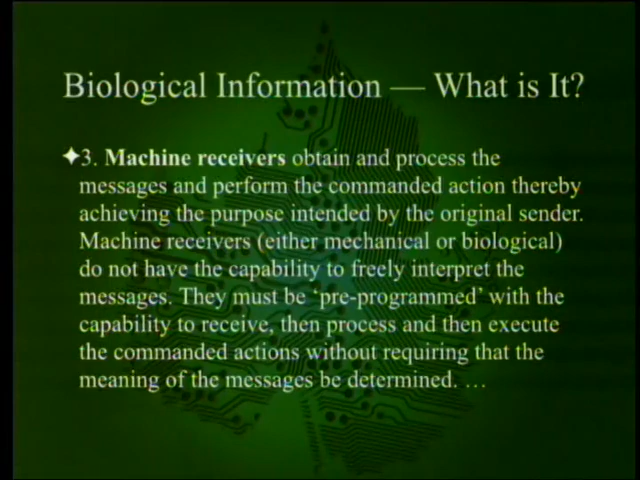 Biological Information — What is It?
✦3. Machine receivers obtain and process the
messages and perform the commanded action thereby
achieving the purpose intended by the original sender.
Machine receivers (either mechanical or biological)
do not have the capability to freely interpret the
messages. They must be ‘pre-programmed’ with the
capability to receive, then process and then execute
the commanded actions without requiring that the
meaning of the messages be determined. …